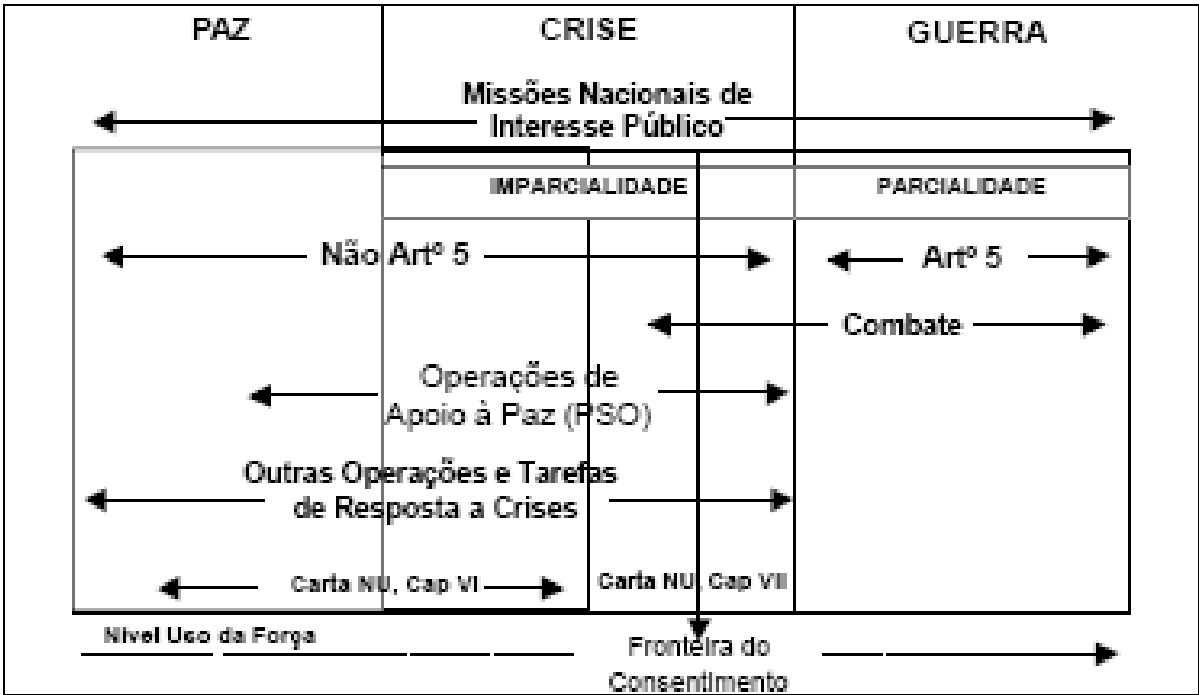 PAZ
CRISE
GUERRA
Missões Nacionais de
Interesse Público
IMPARCIALIDADE
PARCIALIDADE
Não Artº 5
Artº 5
Combate
Operações de
Apoio à Paz (PSO)
Outras Operações e Tarefas
de Resposta a Crises
Carta NU, Cap VI
Carta NU, Cap VII
Nível Uso da Força
Fronteira do
Consentimento